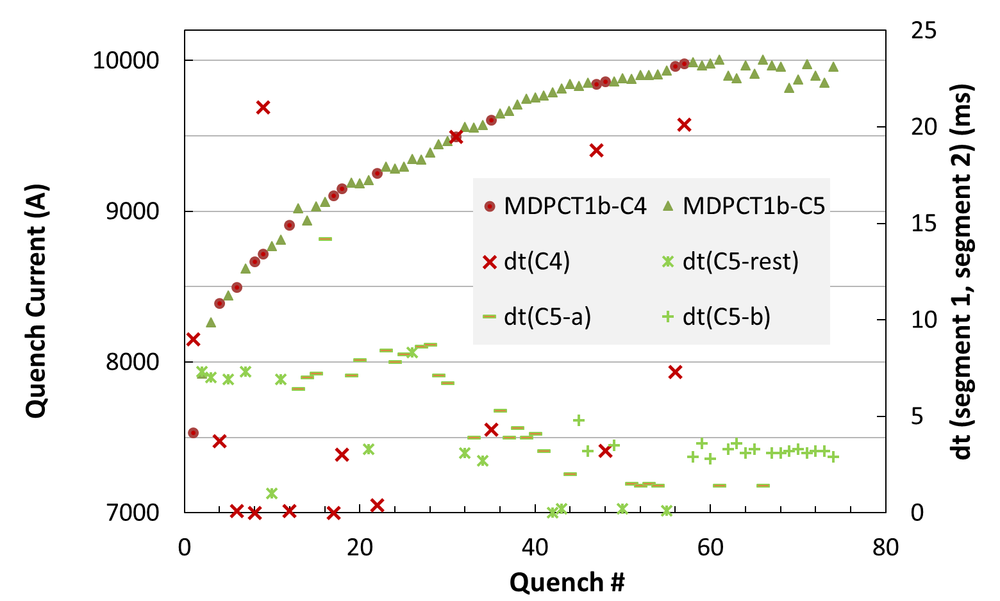 Quench Current (A)
10000
9000
8000
7000
25
20
15
10
5
0
dt (segment 1, segment 2) (ms)
MDPCT1b-C4
MDPCT1b-C5
dt(C4)
dt(C5-rest)
dt(C5-a)
dt(C5-b)
0
20
40
60
80
Quench #